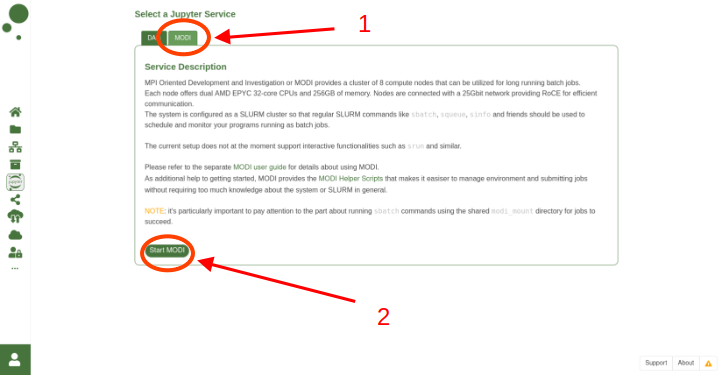 Select a Jupyter Service
1
DA
MODI
Service Description
MPI Oriented Development and Investigation or MODI provides a cluster of 8 compute nodes that can be utilized for long running batch jobs.
Each node offers dual AMD EPYC 32-core CPUs and 256GB of memory. Nodes are connected with a 25Gbit network providing RoCE for efficient
communication.
The system is configured as a SLURM cluster so that regular SLURM commands like sbatch, squeue, sinfo and friends should be used to
schedule and monitor your programs running as batch jobs.
The current setup does not at the moment support interactive functionalities such as srun and similar.
Please refer to the separate MODI user guide for details about using MODI.
As additional help to getting started, MODI provides the MODI Helper Scripts that makes it easiser to manage environment and submitting jobs
without requiring too much knowledge about the system or SLURM in general.
NOTE: it's particularly important to pay attention to the part about running sbatch commands using the shared modi_mount directory for jobs to
succeed.
Start MODI
2
Support
About